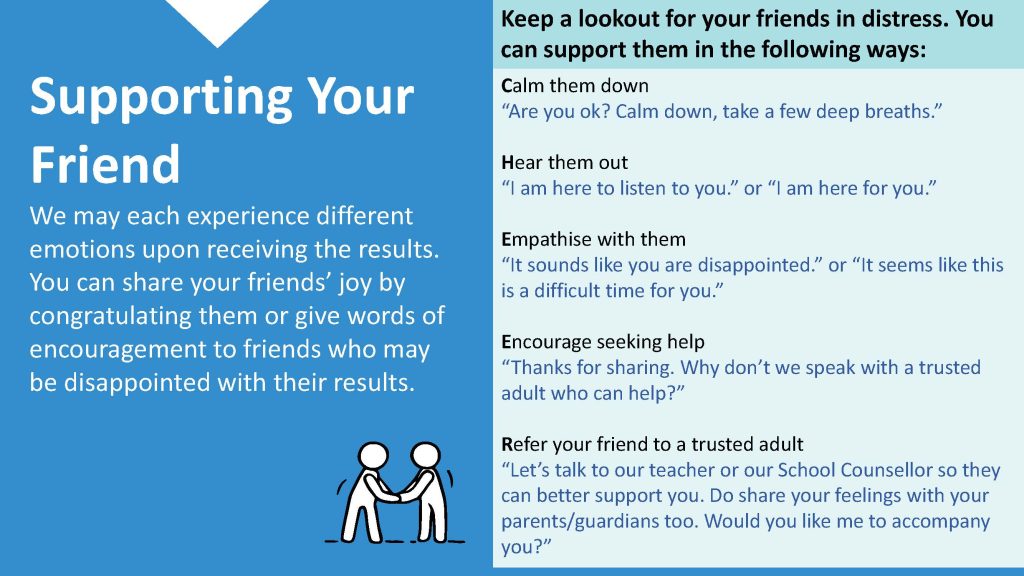 Supporting Your
Friend
We may each experience different
emotions upon receiving the results.
You can share your friends’ joy by
congratulating them or give words of
encouragement to friends who may
be disappointed with their results.
Keep a lookout for your friends in distress. You
can support them in the following ways:
Calm them down
“Are you ok? Calm down, take a few deep breaths.”
Hear them out
“I am here to listen to you.” or “I am here for you.”
Empathise with them
“It sounds like you are disappointed.” or “It seems like this
is a difficult time for you.”
Encourage seeking help
“Thanks for sharing. Why don’t we speak with a trusted
adult who can help?”
Refer your friend to a trusted adult
“Let’s talk to our teacher or our School Counsellor so they
can better support you. Do share your feelings with your
parents/guardians too. Would you like me to accompany
you?”